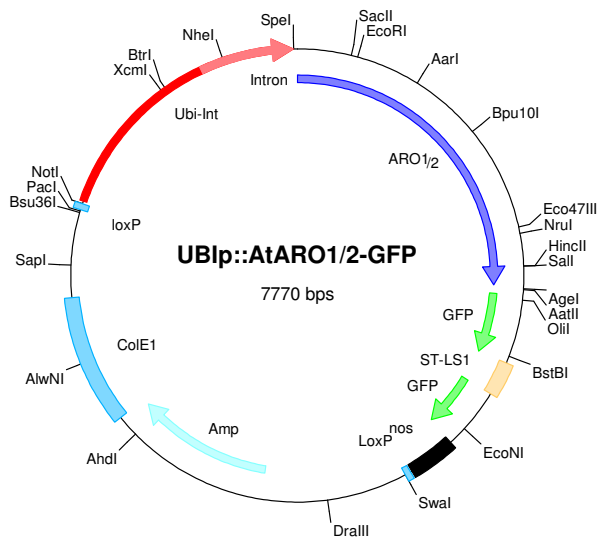 SpeI
SacII
EcoRI
NheI
AarI
BtrI
XcmI
Intron
Ubi-Int
Bpu10I
ARO1/2
NotI
PacI
Bsu36I
loxP
Eco47III
NruI
HincII
SalI
SapI
UBIp::AtARO1/2-GFP
7770 bps
AgeI
AatII
OliI
GFP
ColE1
ST-LS1
BstBI
AlwNI
GFP
Amp
nos
LoxP
EcoNI
AhdI
SwaI
DraIII